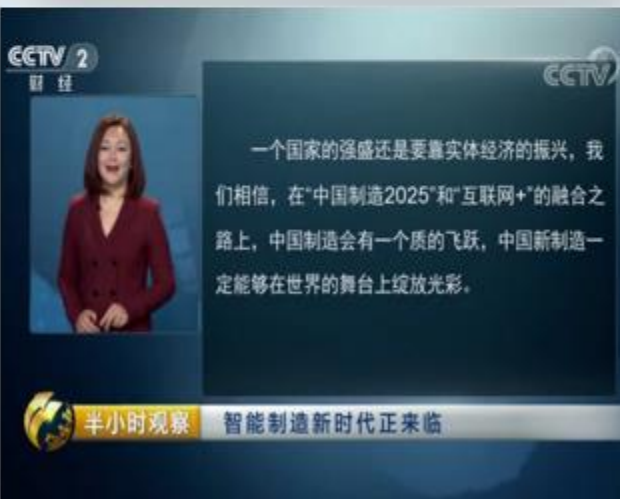 CCTV 2
财经
CCTV
一个国家的强盛还是要靠实体经济的振兴，我
们相信，在“中国制造2025”和“互联网+”的融合之
路上，中国制造会有一个质的飞跃，中国新制造一
定能够在世界的舞台上绽放光彩。
半小时观察
智能制造新时代正来临